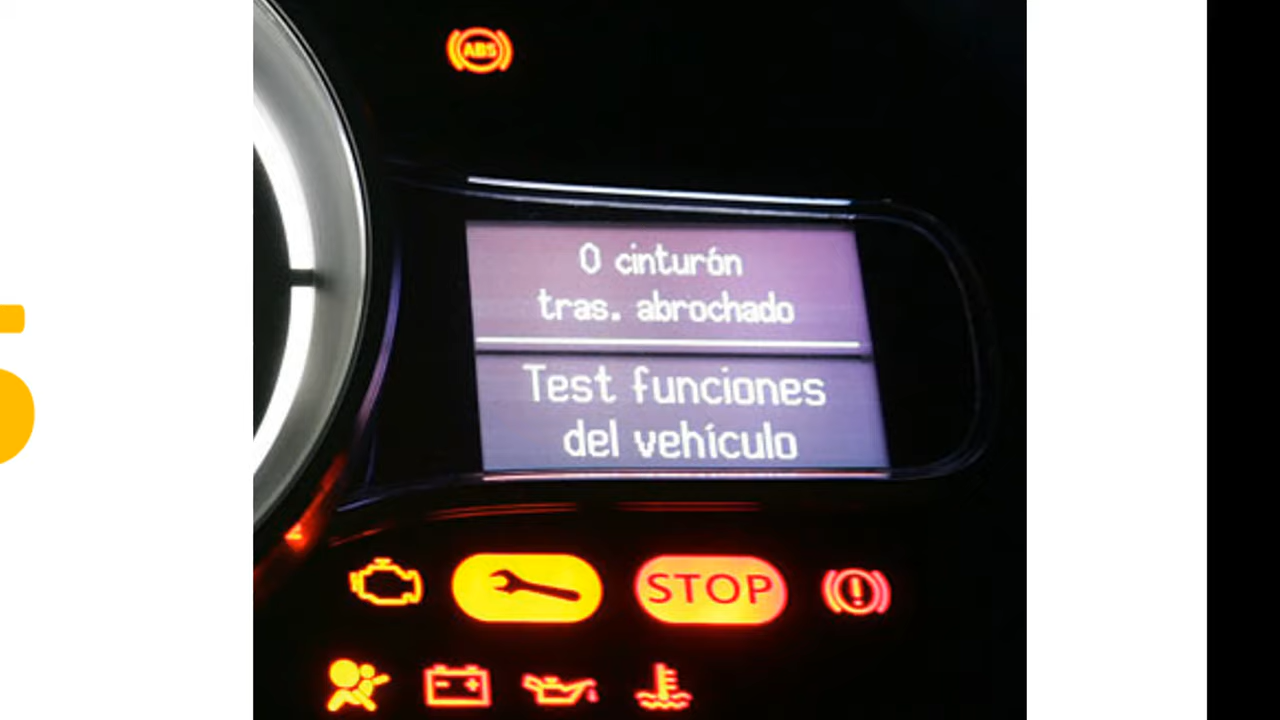 ABS
0 cinturón
tras. abrochado
Test funciones
del vehículo
STOP